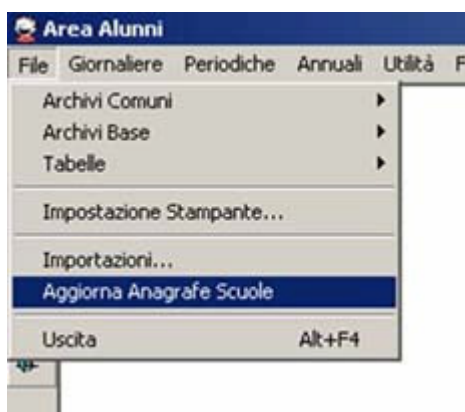 Area Alunni
File Giornaliere Periodiche Annuali Utilità F
Archivi Comuni
Archivi Base
Tabelle
Impostazione Stampante...
Importazioni...
Aggiorna Anagrafe Scuole
Uscita Alt+F4